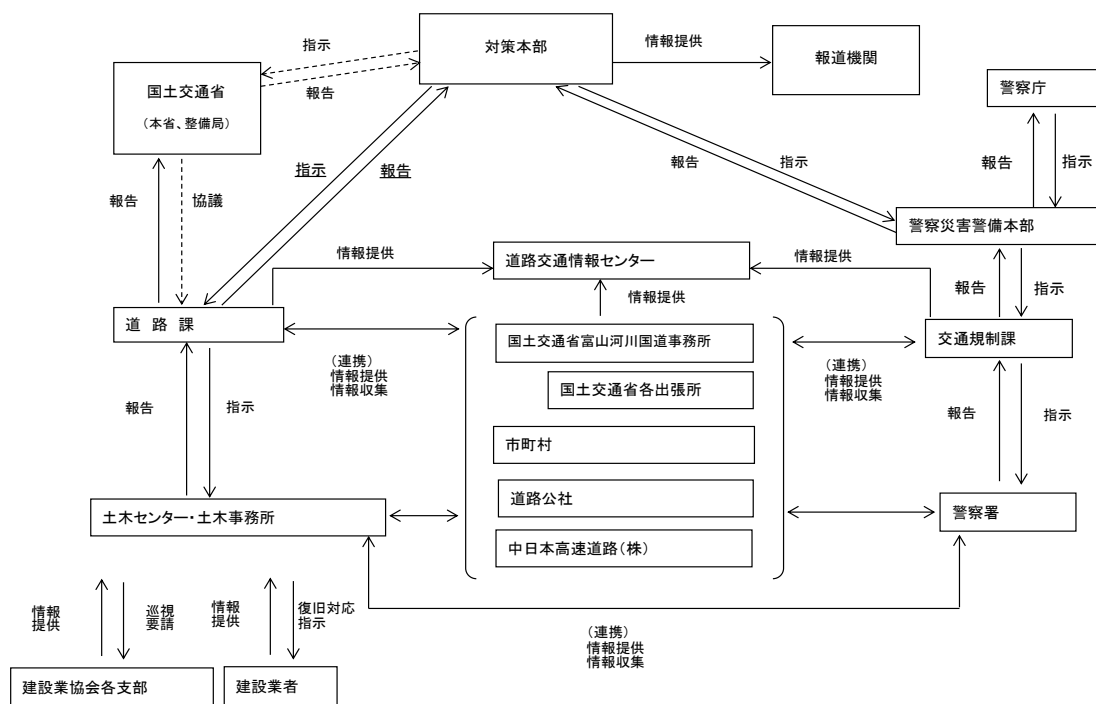 指示
対策本部
情報提供
報道機関
国土交通省
(本省、整備局)
報告
警察庁
指示
報告
報告
指示
報告
指示
報告
協議
警察災害警備本部
情報提供
道路交通情報センター
情報提供
情報提供
報告
指示
道 路 課
国土交通省富山河川国道事務所
交通規制課
(連携)
情報提供
情報収集
国土交通省各出張所
(連携)
情報提供
情報収集
報告
指示
報告
指示
市町村
土木センター・土木事務所
道路公社
警察署
中日本高速道路(株)
情報
提供
巡視
要請
情報
提供
復旧対応
指示
(連携)
情報提供
情報収集
建設業協会各支部
建設業者